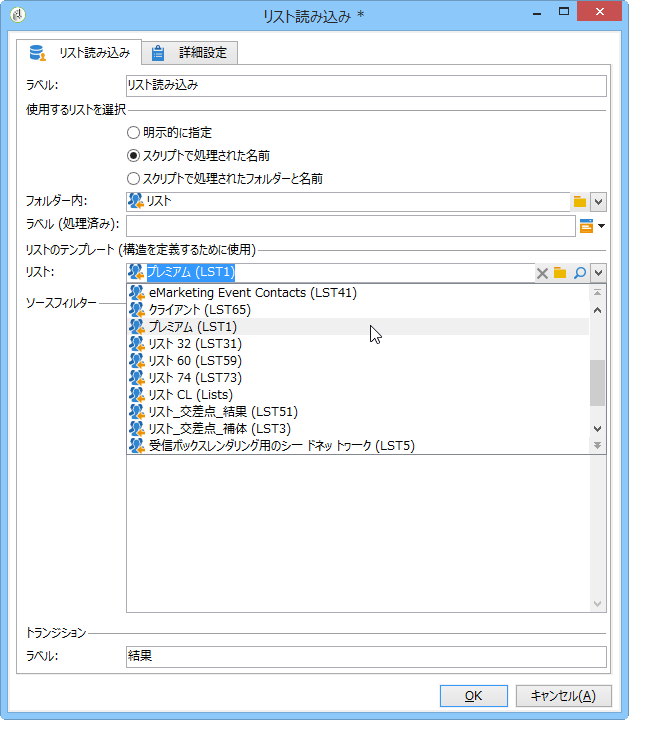 リスト読み込み *
リスト読み込み 詳細設定
ラベル: リスト読み込み
使用するリストを選択
明示的に指定
スクリプトで処理された名前
スクリプトで処理されたフォルダーと名前
フォルダー内: リスト
ラベル (処理済み):
リストのテンプレート (構造を定義するために使用)
リスト: プレミアム (LST1)
ソースフィルター
eMarketing Event Contacts (LST41)
クライアント (LST65)
プレミアム (LST1)
リスト 32 (LST31)
リスト 60 (LST59)
リスト 74 (LST73)
リスト CL (Lists)
リスト_交差点_結果 (LST51)
リスト_交差点_補体 (LST3)
受信ボックスレンダリング用のシー ドネットワーク (LST5)
トランジション
ラベル: 結果
OK キャンセル(A)